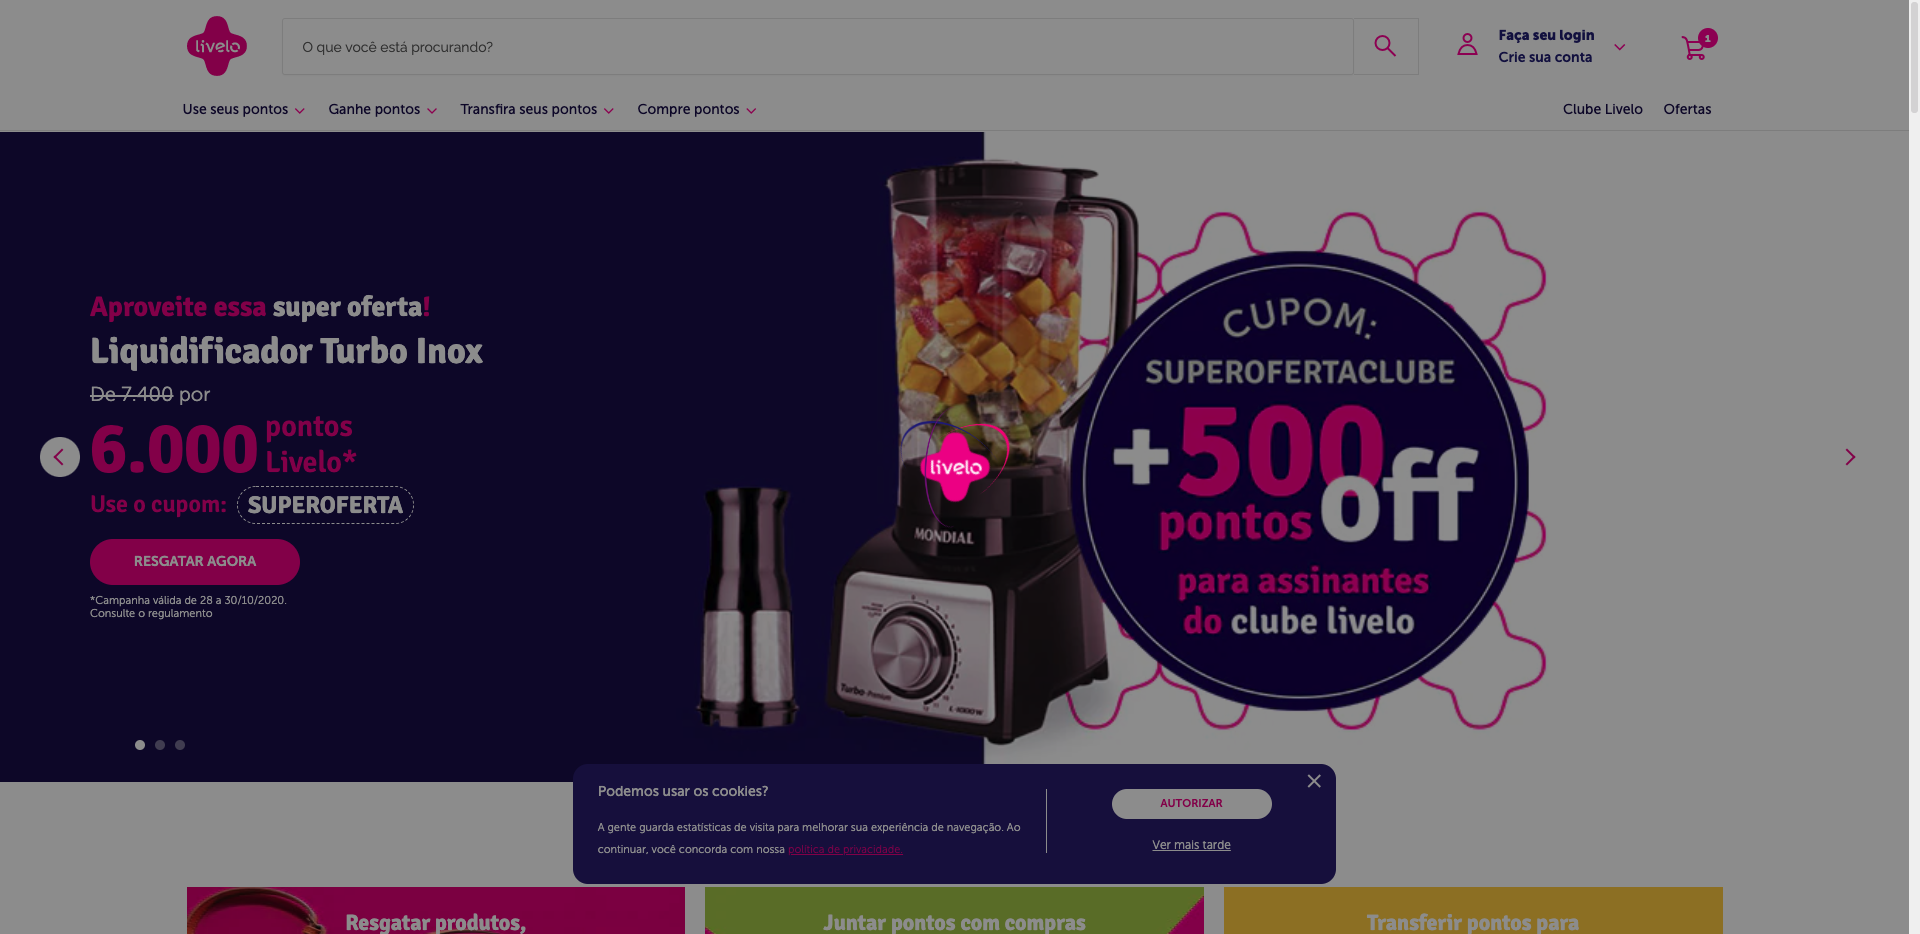 livelo
O que você está procurando?
Faça seu login
Crie sua conta
1
Use seus pontos
Ganhe pontos
Transfira seus pontos
Compre pontos
Clube Livelo
Ofertas
Aproveite essa super oferta!
Liquidificador Turbo Inox
De 7.400 por
6.000 pontos Livelo*
Use o cupom: SUPEROFERTA
RESGATAR AGORA
*Campanha válida de 28 a 30/10/2020.
Consulte o regulamento
livelo
MONDIAL
Turbo Premium
L-1000W
CUPOM:
SUPEROFERTACLUBE
+500
pontos off
para assinantes
do clube livelo
Podemos usar os cookies?
A gente guarda estatísticas de visita para melhorar sua experiência de navegação. Ao
continuar, você concorda com nossa política de privacidade.
AUTORIZAR
Ver mais tarde
Resgatar produtos,
Juntar pontos com compras
Transferir pontos para